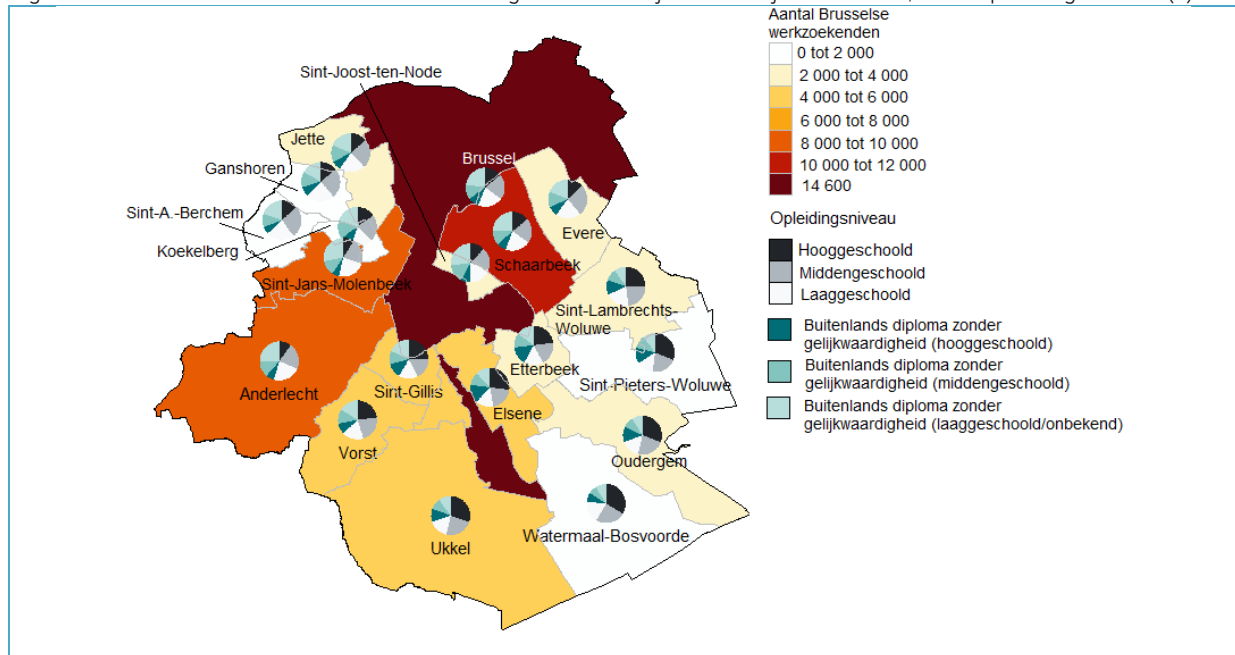 Aantal Brusselse
werkzoekenden
0 tot 2 000
2 000 tot 4 000
4 000 tot 6 000
6 000 tot 8 000
8 000 tot 10 000
10 000 tot 12 000
14 600
Opleidingsniveau
Hooggeschoold
Middengeschoold
Laaggeschoold
Buitenlands diploma zonder
gelijkwaardigheid (hooggeschoold)
Buitenlands diploma zonder
gelijkwaardigheid (middengeschoold)
Buitenlands diploma zonder
gelijkwaardigheid (laaggeschoold/onbekend)
Sint-Joost-ten-Node
Jette
Ganshoren
Brussel
Sint-A.-Berchem
Evere
Koekelberg
Schaarbeek
Sint-Jans-Molenbeek
Sint-Lambrechts-
Woluwe
Etterbeek
Sint-Pieters-Woluwe
Anderlecht
Sint-Gillis
Elsene
Vorst
Oudergem
Watermaal-Bosvoorde
Ukkel